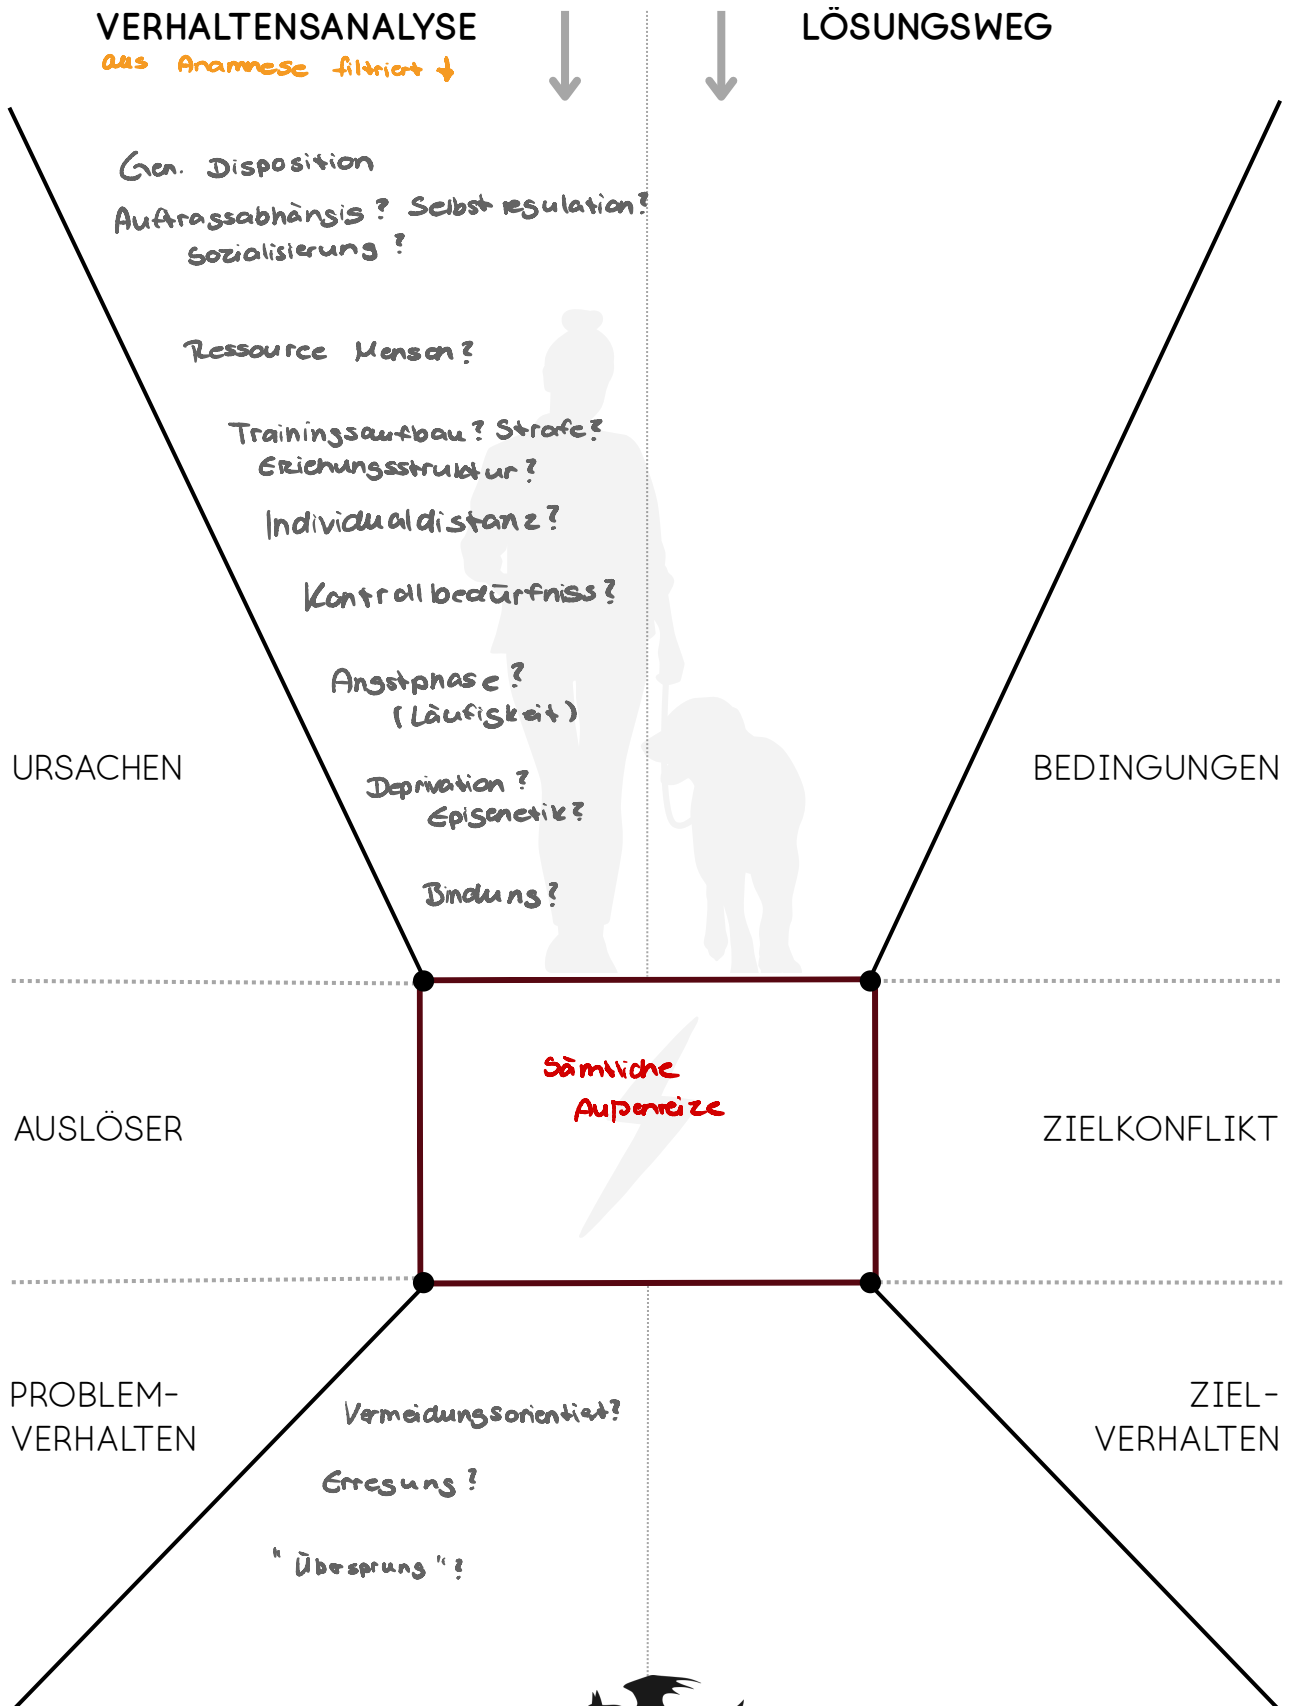 VERHALTENSANALYSE
LÖSUNGSWEG
aus Anamnese filtriert
Gen. Disposition
Auftragsabhängig? Selbstregulation?
Sozialisierung?
Ressource Mensch?
Trainingsaufbau? Strafe?
Erziehungsstruktur?
Individualdistanz?
Kontrollbedürfniss?
Angstphase?
(Läufigkeit)
URSACHEN
BEDINGUNGEN
Deprivation?
Epigenetik?
Bindung?
Sämtliche
Außenreize
AUSLÖSER
ZIELKONFLIKT
PROBLEM-
VERHALTEN
ZIEL-
VERHALTEN
Vermeidungsorientiert?
Erregung?
"Übersprung"?